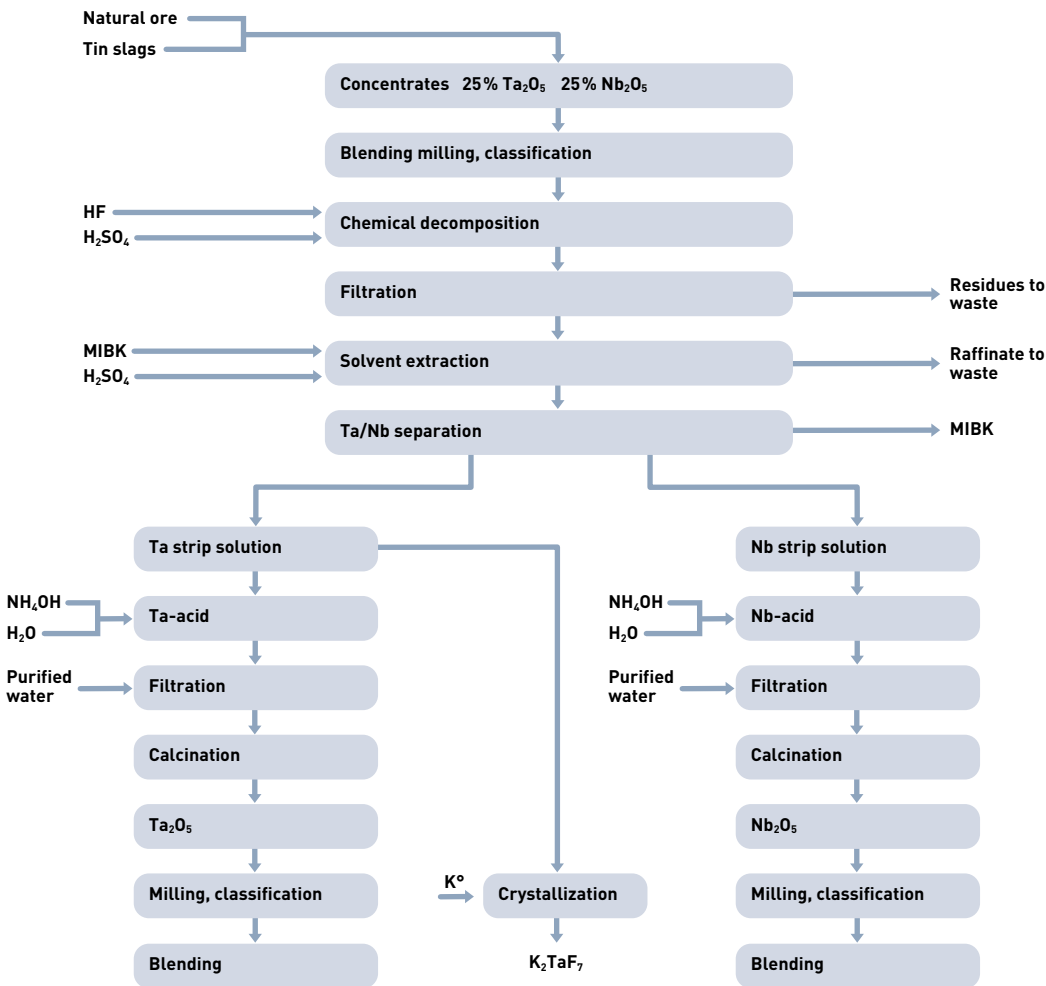 Natural ore
Tin slags
Concentrates 25% Ta₂O₅ 25% Nb₂O₅
Blending milling, classification
HF
H₂SO₄
Chemical decomposition
Filtration
Residues to
waste
MIBK
H₂SO₄
Solvent extraction
Raffinate to
waste
Ta/Nb separation
MIBK
Ta strip solution
Nb strip solution
NH₄OH
H₂O
Ta-acid
NH₄OH
H₂O
Nb-acid
Purified
water
Filtration
Purified
water
Filtration
Calcination
Calcination
Ta₂O₅
Nb₂O₅
Milling, classification
K°
Crystallization
Milling, classification
Blending
K₂TaF₇
Blending